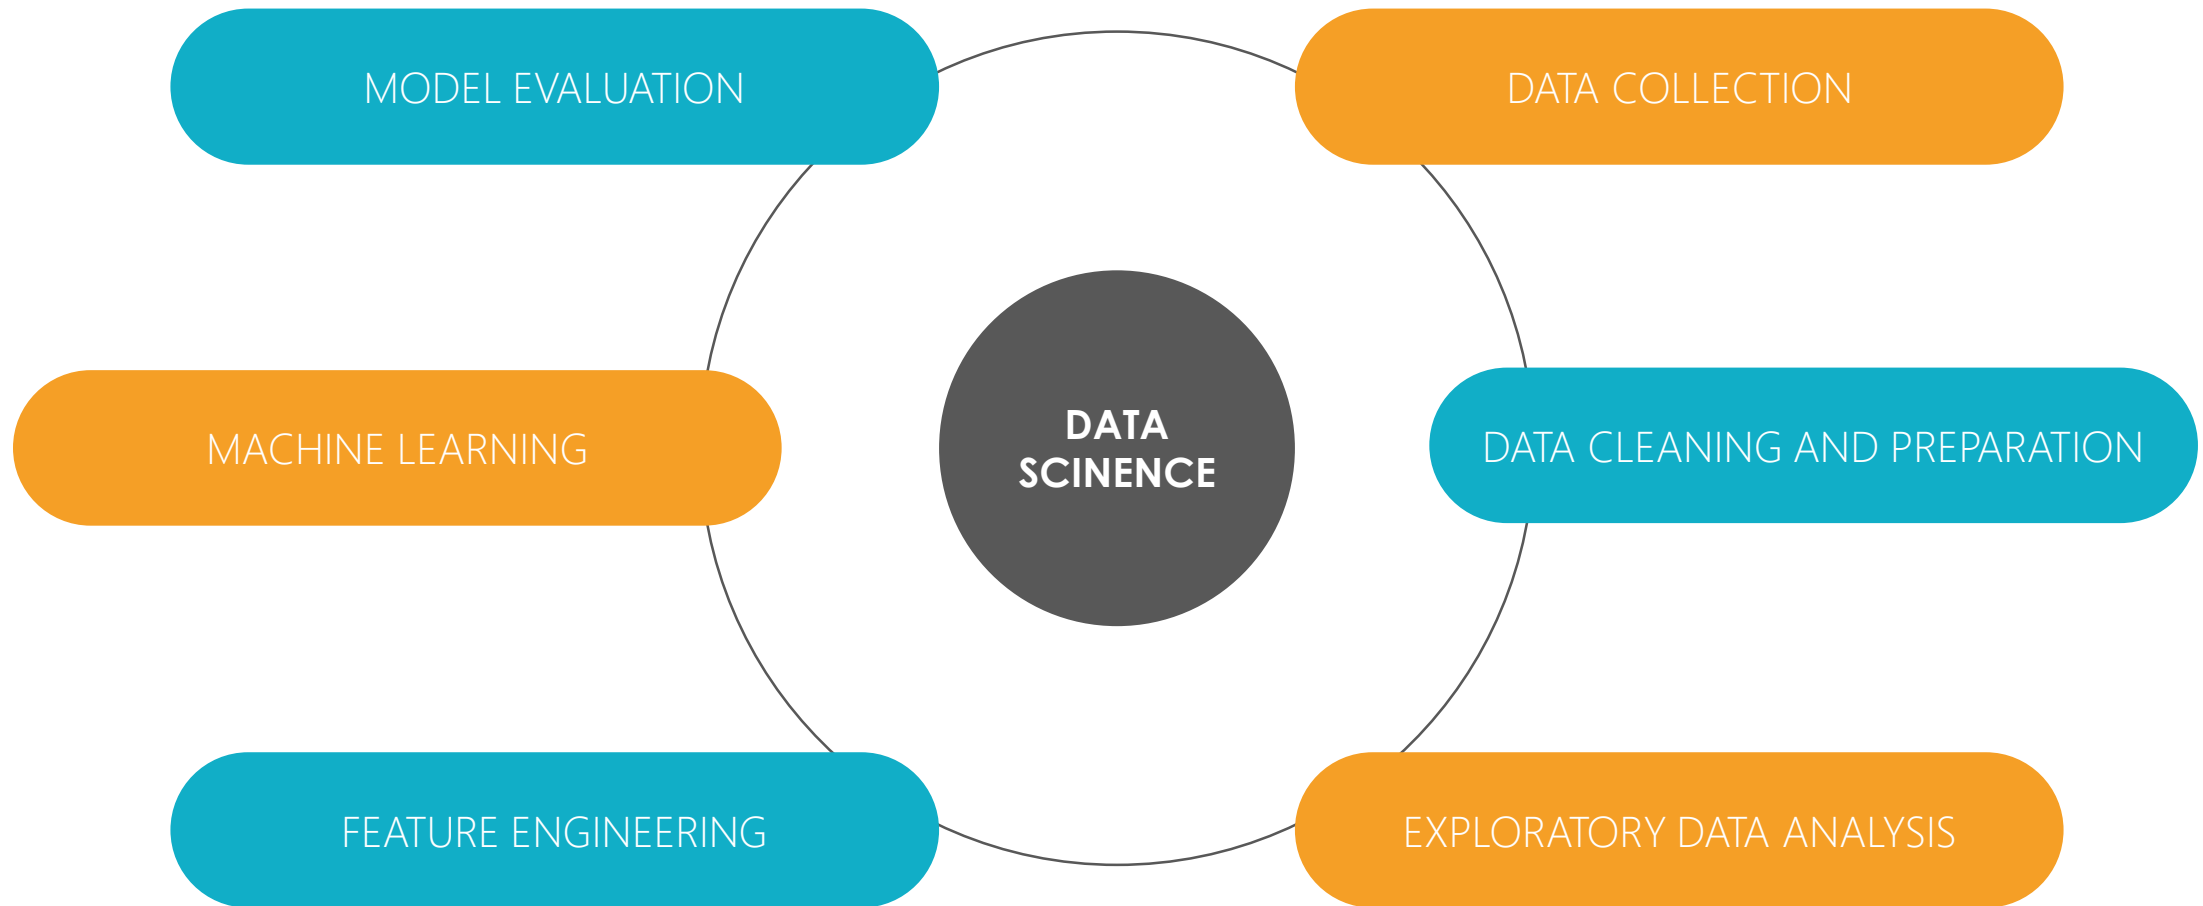 MODEL EVALUATION
DATA COLLECTION
MACHINE LEARNING
DATA
SCINENCE
DATA CLEANING AND PREPARATION
FEATURE ENGINEERING
EXPLORATORY DATA ANALYSIS